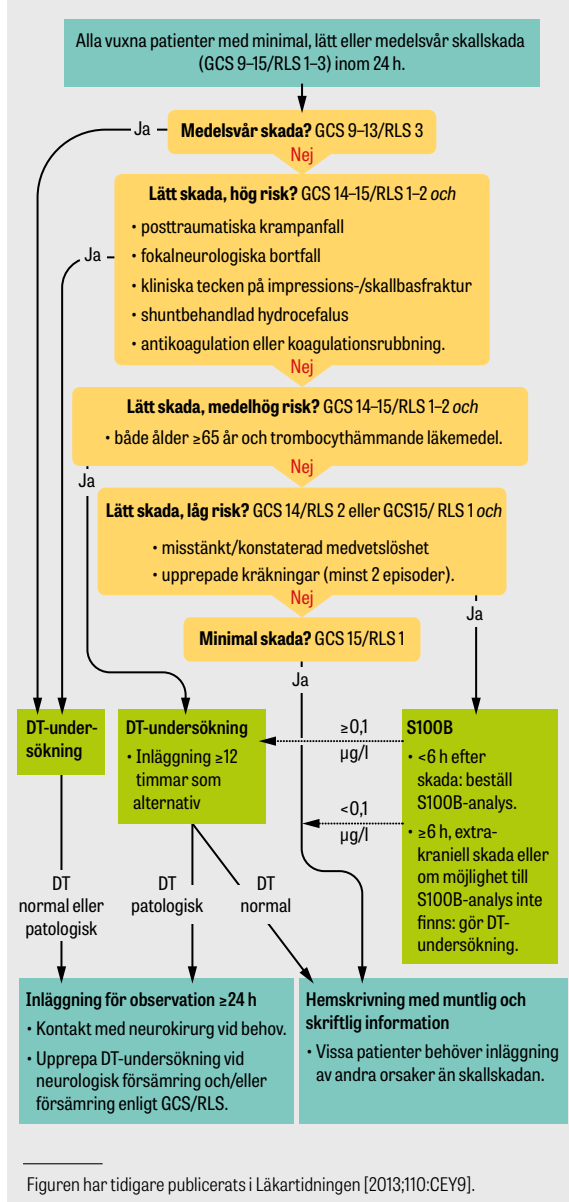 Alla vuxna patienter med minimal, lätt eller medelsvår skallskada
(GCS 9–15/RLS 1–3) inom 24 h.
Ja
Medelsvår skada? GCS 9–13/RLS 3
Nej
Lätt skada, hög risk? GCS 14–15/RLS 1–2 och
· posttraumatiska krampanfall
· fokalneurologiska bortfall
· kliniska tecken på impressions-/skallbasfraktur
· shuntbehandlad hydrocefalus
· antikoagulation eller koagulationsrubbning.
Ja
Nej
Lätt skada, medelhög risk? GCS 14–15/RLS 1–2 och
· både ålder ≥65 år och trombocythämmande läkemedel.
Ja
Nej
Lätt skada, låg risk? GCS 14/RLS 2 eller GCS15/ RLS 1 och
· misstänkt/konstaterad medvetslöshet
· upprepade kräkningar (minst 2 episoder).
Nej
Ja
Minimal skada? GCS 15/RLS 1
Ja
DT-under-
sökning
DT-undersökning
· Inläggning ≥12
timmar som
alternativ
≥0,1
µg/l
<0,1
µg/l
S100B
· <6 h efter
skada: beställ
S100B-analys.
· ≥6 h, extra-
kraniell skada eller
om möjlighet till
S100B-analys inte
finns: gör DT-
undersökning.
DT
normal eller
patologisk
DT
patologisk
DT
normal
Inläggning för observation ≥24 h
· Kontakt med neurokirurg vid behov.
· Upprepa DT-undersökning vid
neurologisk försämring och/eller
försämring enligt GCS/RLS.
Hemskrivning med muntlig och
skriftlig information
· Vissa patienter behöver inläggning
av andra orsaker än skallskadan.
Figuren har tidigare publicerats i Läkartidningen [2013;110:CEY9].